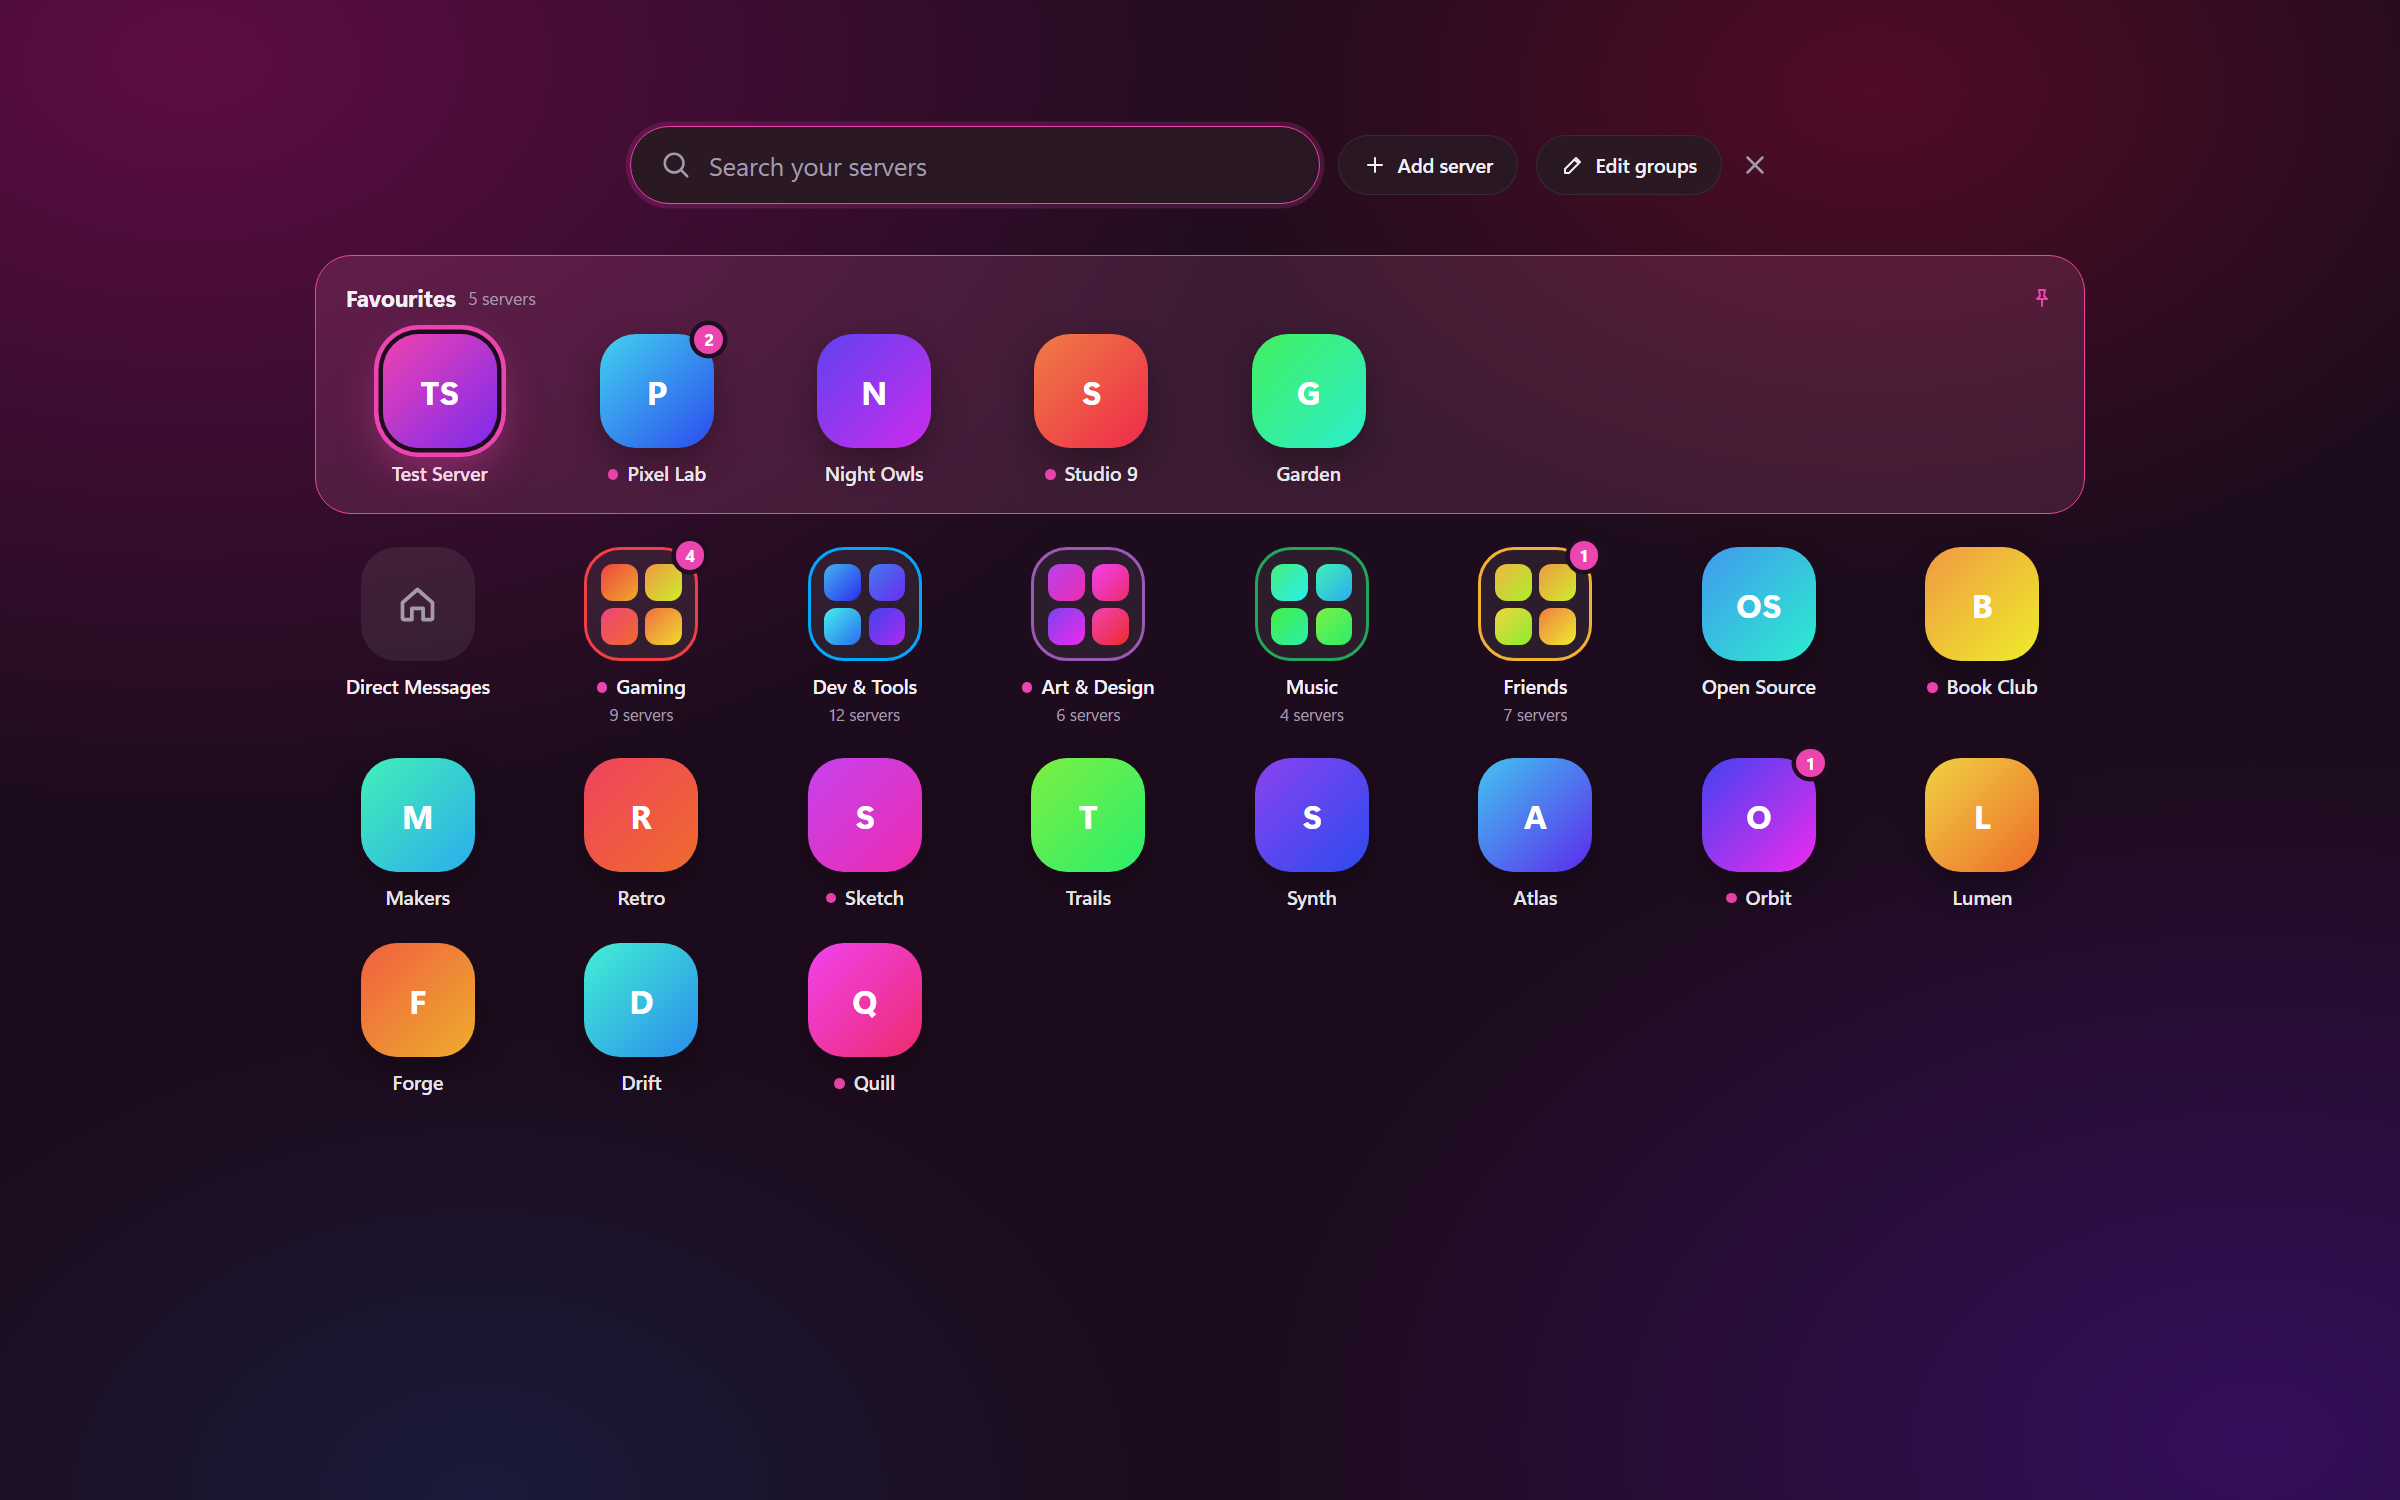 Search your servers
Add server
Edit groups
Favourites 5 servers
TS
P
2
N
S
G
Test Server
Pixel Lab
Night Owls
Studio 9
Garden
4
1
OS
B
Direct Messages
Gaming
Dev & Tools
Art & Design
Music
Friends
Open Source
Book Club
9 servers
12 servers
6 servers
4 servers
7 servers
M
R
S
T
S
A
O
1
L
Makers
Retro
Sketch
Trails
Synth
Atlas
Orbit
Lumen
F
D
Q
Forge
Drift
Quill